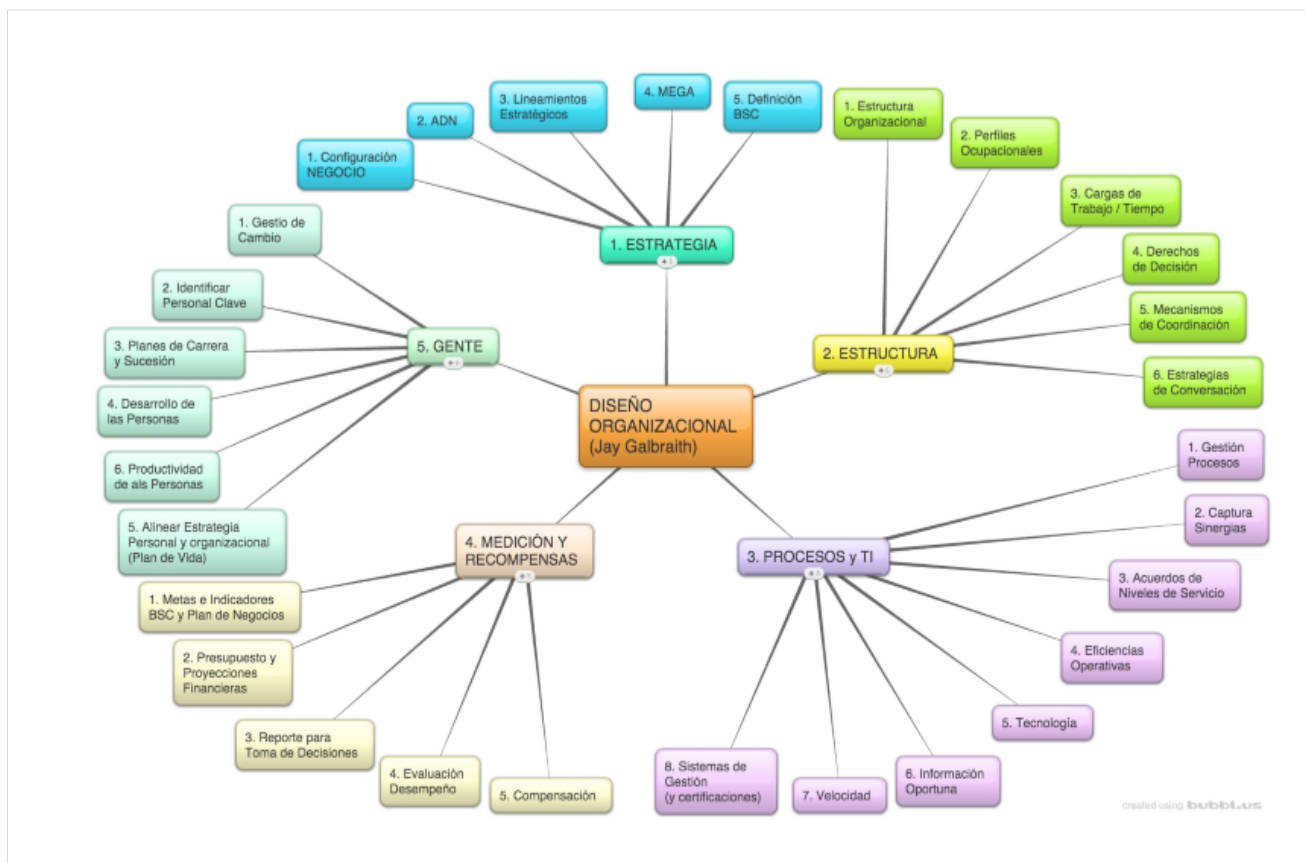 DISEÑO
ORGANIZACIONAL
(Jay Galbraith)
1. ESTRATEGIA
1. Configuración
NEGOCIO
2. ADN
3. Lineamientos
Estratégicos
4. MEGA
5. Definición
BSC
2. ESTRUCTURA
1. Estructura
Organizacional
2. Perfiles
Ocupacionales
3. Cargas de
Trabajo / Tiempo
4. Derechos
de Decisión
5. Mecanismos
de Coordinación
6. Estrategias
de Conversación
3. PROCESOS y TI
1. Gestión
Procesos
2. Captura
Sinergias
3. Acuerdos de
Niveles de Servicio
4. Eficiencias
Operativas
5. Tecnología
6. Información
Oportuna
7. Velocidad
8. Sistemas de
Gestión
(y certificaciones)
4. MEDICIÓN Y
RECOMPENSAS
1. Metas e Indicadores
BSC y Plan de Negocios
2. Presupuesto y
Proyecciones
Financieras
3. Reporte para
Toma de Decisiones
4. Evaluación
Desempeño
5. Compensación
5. GENTE
1. Gestio de
Cambio
2. Identificar
Personal Clave
3. Planes de Carrera
y Sucesión
4. Desarrollo de
las Personas
6. Productividad
de als Personas
5. Alinear Estrategia
Personal y organizacional
(Plan de Vida)
created using bubbl.us